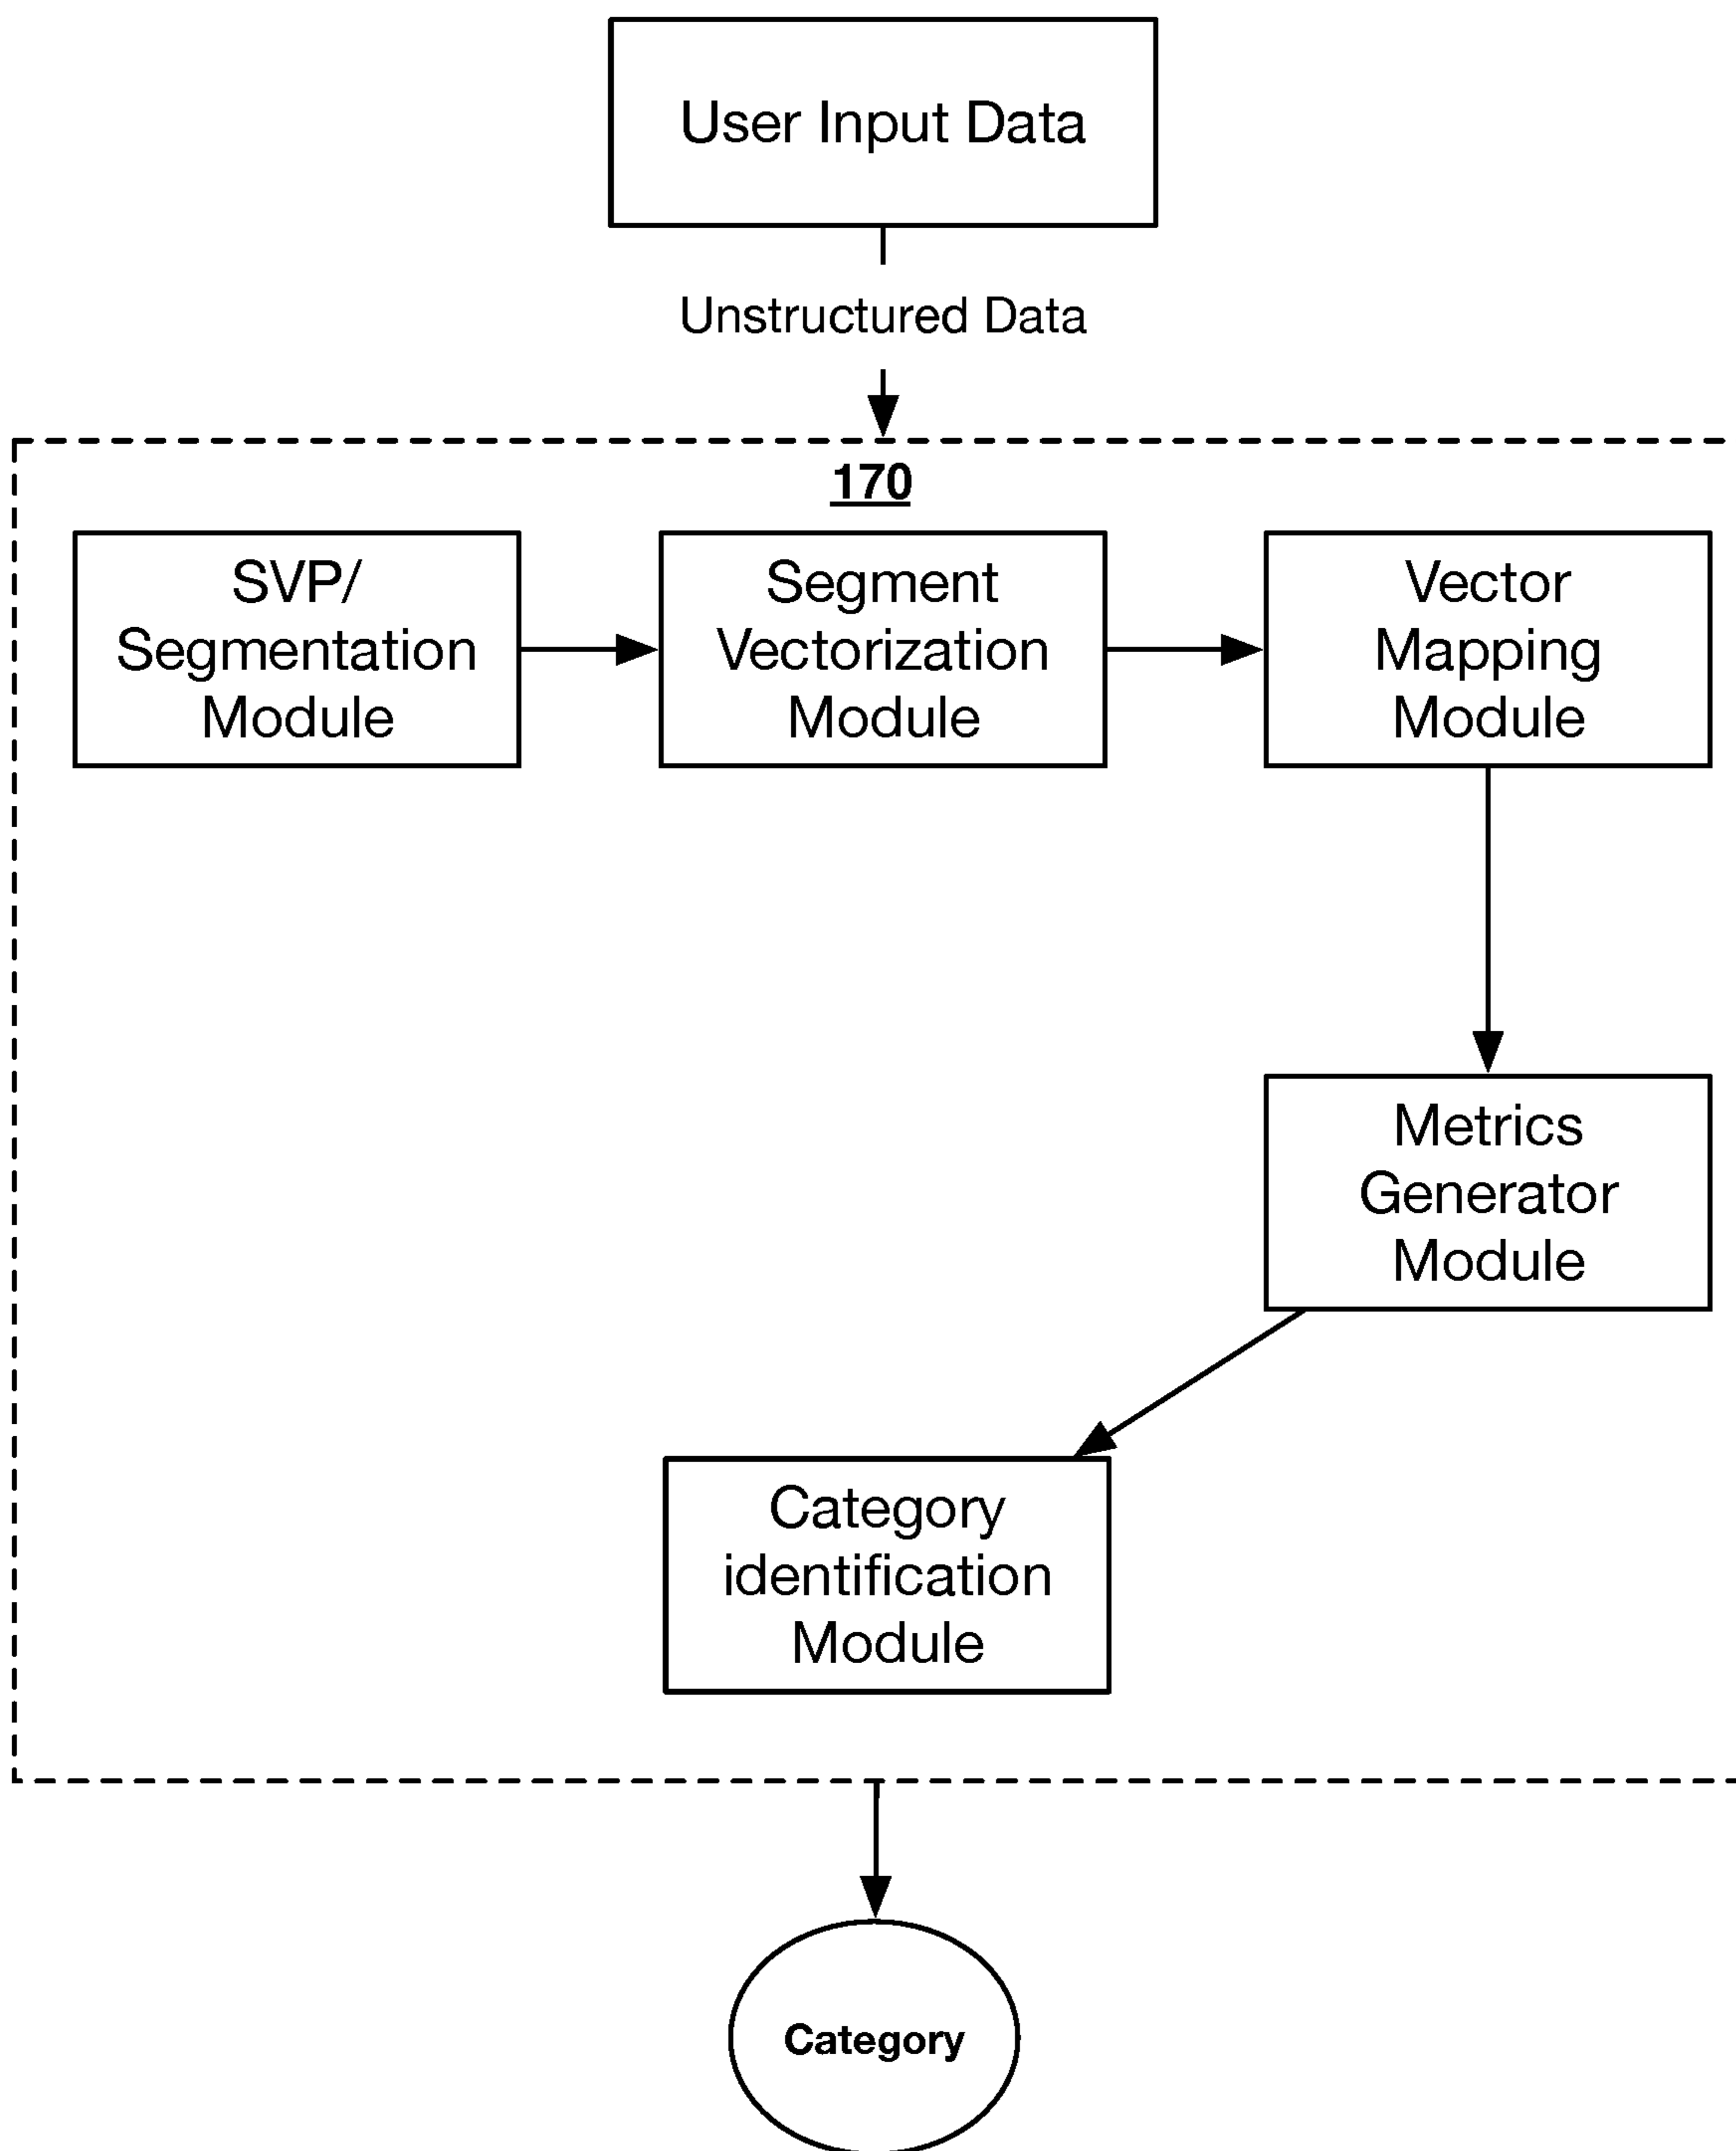 User Input Data
Unstructured Data
170
SVP/
Segmentation
Module
Segment
Vectorization
Module
Vector
Mapping
Module
Metrics
Generator
Module
Category
identification
Module
Category